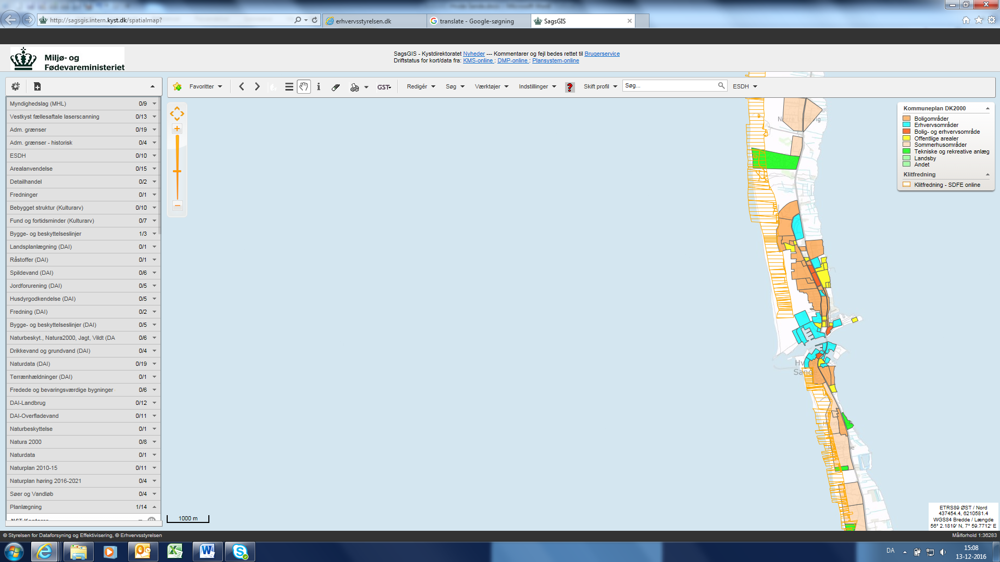 http://sagsgis.intern.kyst.dk/spatialmap?
erhvervsstyrelsen.dk
translate - Google-søgning
SagsGIS
Miljø- og
Fødevareministeriet
SagsGIS - Kystdirektoratet Nyheder --- Kommentarer og fejl bedes rettet til Brugerservice
Driftstatus for kort/data fra: KMS-online : DMP-online : Plansystem-online
Favoritter
GST
Redigér
Søg
Værktøjer
Indstillinger
?
Skift profil
Søg...
ESDH
Myndighedslag (MHL) 0/9
Vestkyst fællesaftale laserscanning 0/13
Adm. grænser 0/19
Adm. grænser - historisk 0/4
ESDH 0/10
Arealanvendelse 0/15
Detailhandel 0/2
Fredninger 0/1
Bebygget struktur (Kulturarv) 0/10
Fund og fortidsminder (Kulturarv) 0/7
Bygge- og beskyttelseslinjer 1/3
Landsplanlægning (DAI) 0/1
Råstoffer (DAI) 0/1
Spildevand (DAI) 0/6
Jordforurening (DAI) 0/5
Husdyrgodkendelse (DAI) 0/5
Fredning (DAI) 0/2
Bygge- og beskyttelseslinjer (DAI) 0/5
Naturbeskyt., Natura2000, Jagt, Vildt (DA 0/6
Drikkevand og grundvand (DAI) 0/4
Naturdata (DAI) 0/19
Terrænhældninger (DAI) 0/1
Fredede og bevaringsværdige bygninger 0/6
DAI-Landbrug 0/12
DAI-Overfladevand 0/11
Naturbeskyttelse 0/1
Natura 2000 0/8
Naturdata 0/1
Naturplan 2010-15 0/11
Naturplan høring 2016-2021 0/4
Søer og Vandløb 0/4
Planlægning 1/14
Kommuneplan DK2000
Boligområder
Erhvervsområder
Bolig- og erhvervsområde
Offentlige arealer
Sommerhusområder
Tekniske og rekreative anlæg
Landsby
Andet
Klitfredning
Klitfredning - SDFE online
1000 m
ETRS89 ØST / Nord
437454.4, 6210581.4
WGS84 Bredde / Længde
56° 2.1819' N, 7° 59.7712' E
© Styrelsen for Dataforsyning og Effektivisering, © Erhvervsstyrelsen
Målforhold 1:36283
DA
15:08
13-12-2016